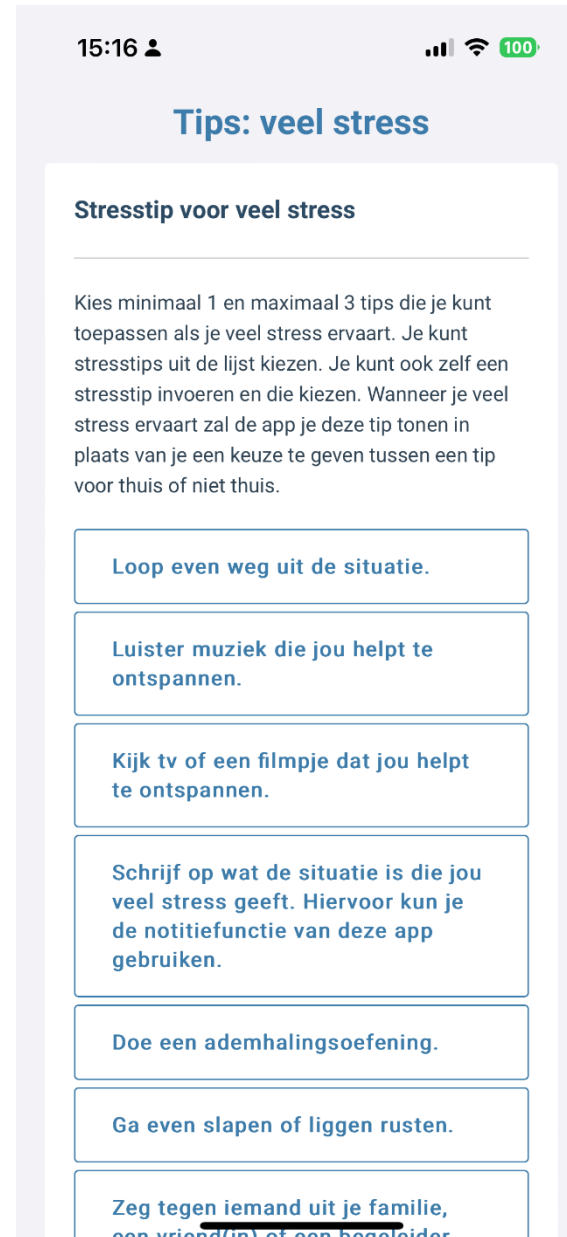 15:16
100
Tips: veel stress
Stresstip voor veel stress
Kies minimaal 1 en maximaal 3 tips die je kunt
toepassen als je veel stress ervaart. Je kunt
stresstips uit de lijst kiezen. Je kunt ook zelf een
stresstip invoeren en die kiezen. Wanneer je veel
stress ervaart zal de app je deze tip tonen in
plaats van je een keuze te geven tussen een tip
voor thuis of niet thuis.
Loop even weg uit de situatie.
Luister muziek die jou helpt te
ontspannen.
Kijk tv of een filmpje dat jou helpt
te ontspannen.
Schrijf op wat de situatie is die jou
veel stress geeft. Hiervoor kun je
de notitiefunctie van deze app
gebruiken.
Doe een ademhalingsoefening.
Ga even slapen of liggen rusten.
Zeg tegen iemand uit je familie,
een vriend(in) of een begeleider